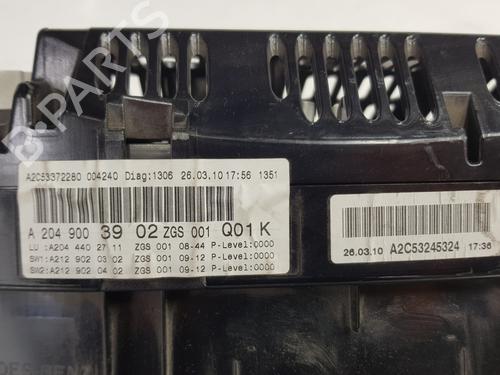 B-PARTS
A2C53372280 004240 Diag:1306 26.03.10 17:56 1351
A 204 900 39 02 ZGS 001 Q01 K
LU :A204 440 27 11 ZGS 001 08-44 P-Level:0000
SW1:A212 902 03 02 ZGS 001 09-12 P-Level:0000
SW2:A212 902 04 02 ZGS 001 09-12 P-Level:0000
26.03.10 A2C53245324 17:36